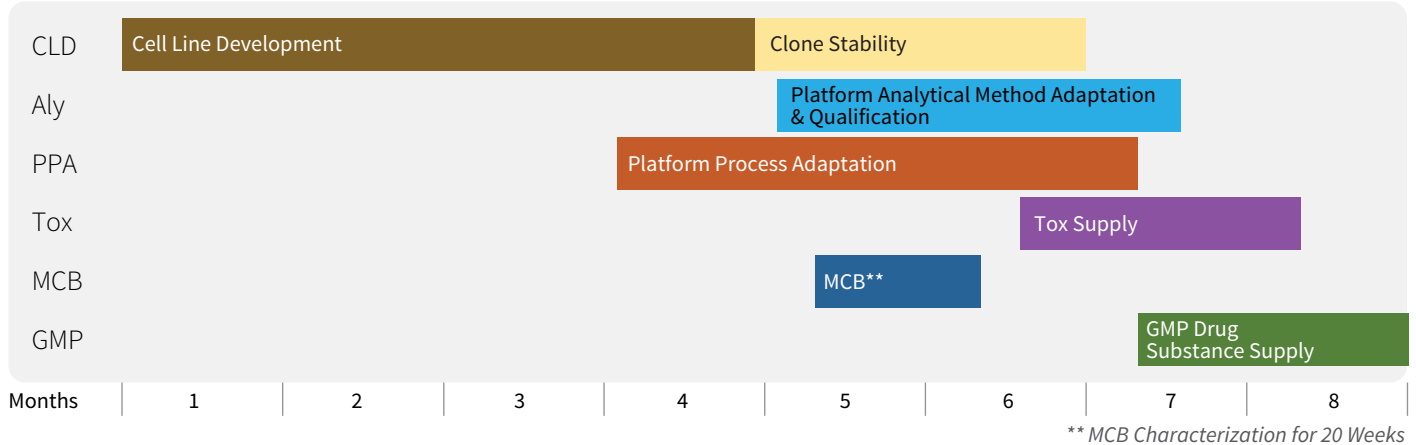 CLD Cell Line Development Clone Stability
Aly Platform Analytical Method Adaptation
& Qualification
PPA Platform Process Adaptation
Tox Tox Supply
MCB MCB**
GMP GMP Drug
Substance Supply
Months 1 2 3 4 5 6 7 8
** MCB Characterization for 20 Weeks